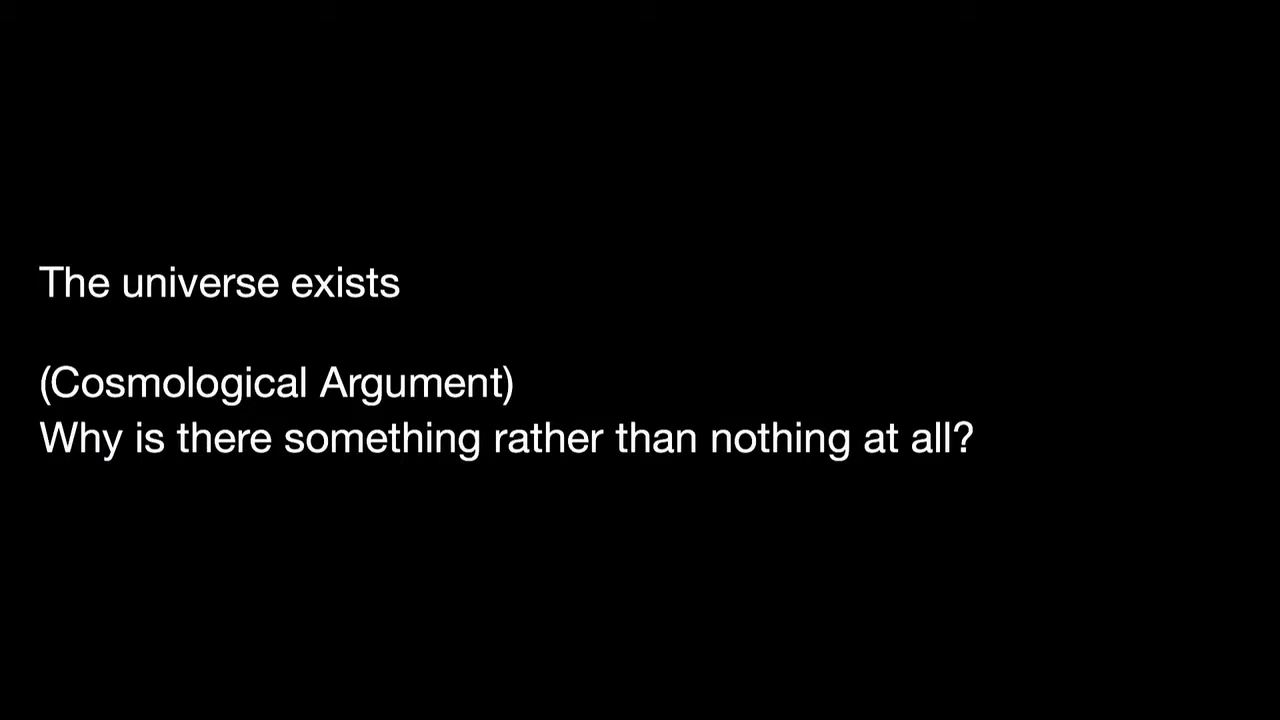 The universe exists
(Cosmological Argument)
Why is there something rather than nothing at all?